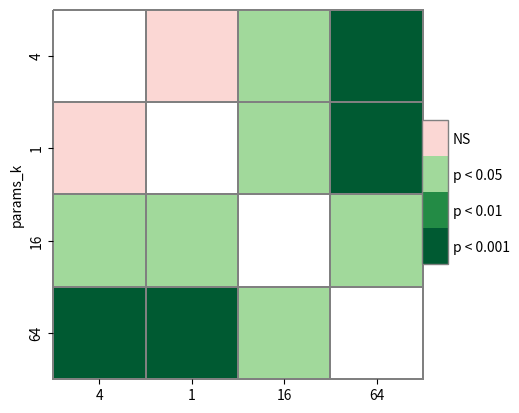 params_k
4
1
16
64
4 1 16 64
NS
p < 0.05
p < 0.01
p < 0.001